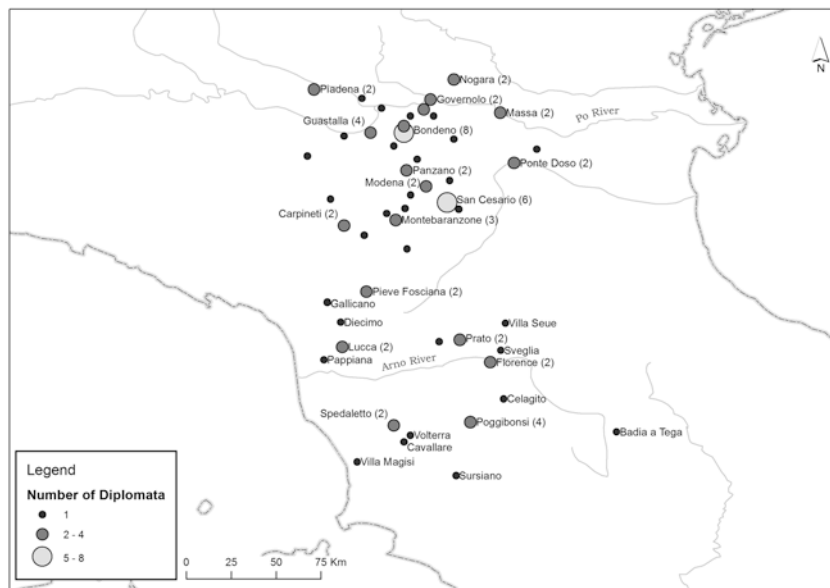 N
Nogara (2)
Piadena (2)
Governolo (2)
Massa (2)
Po River
Guastalla (4)
Bondeno (8)
Ponte Doso (2)
Panzano (2)
Modena (2)
San Cesario (6)
Carpineti (2)
Montebaranzone (3)
Pieve Fosciana (2)
Gallicano
Diecimo
Villa Seue
Prato (2)
Lucca (2)
Sveglia
Pappiana
Arno River
Florence (2)
Celagito
Spedaletto (2)
Poggibonsi (4)
Volterra
Badia a Tega
Cavallare
Villa Magisi
Sursiano
Legend
Number of Diplomata
1
2 - 4
5 - 8
0 25 50 75 Km